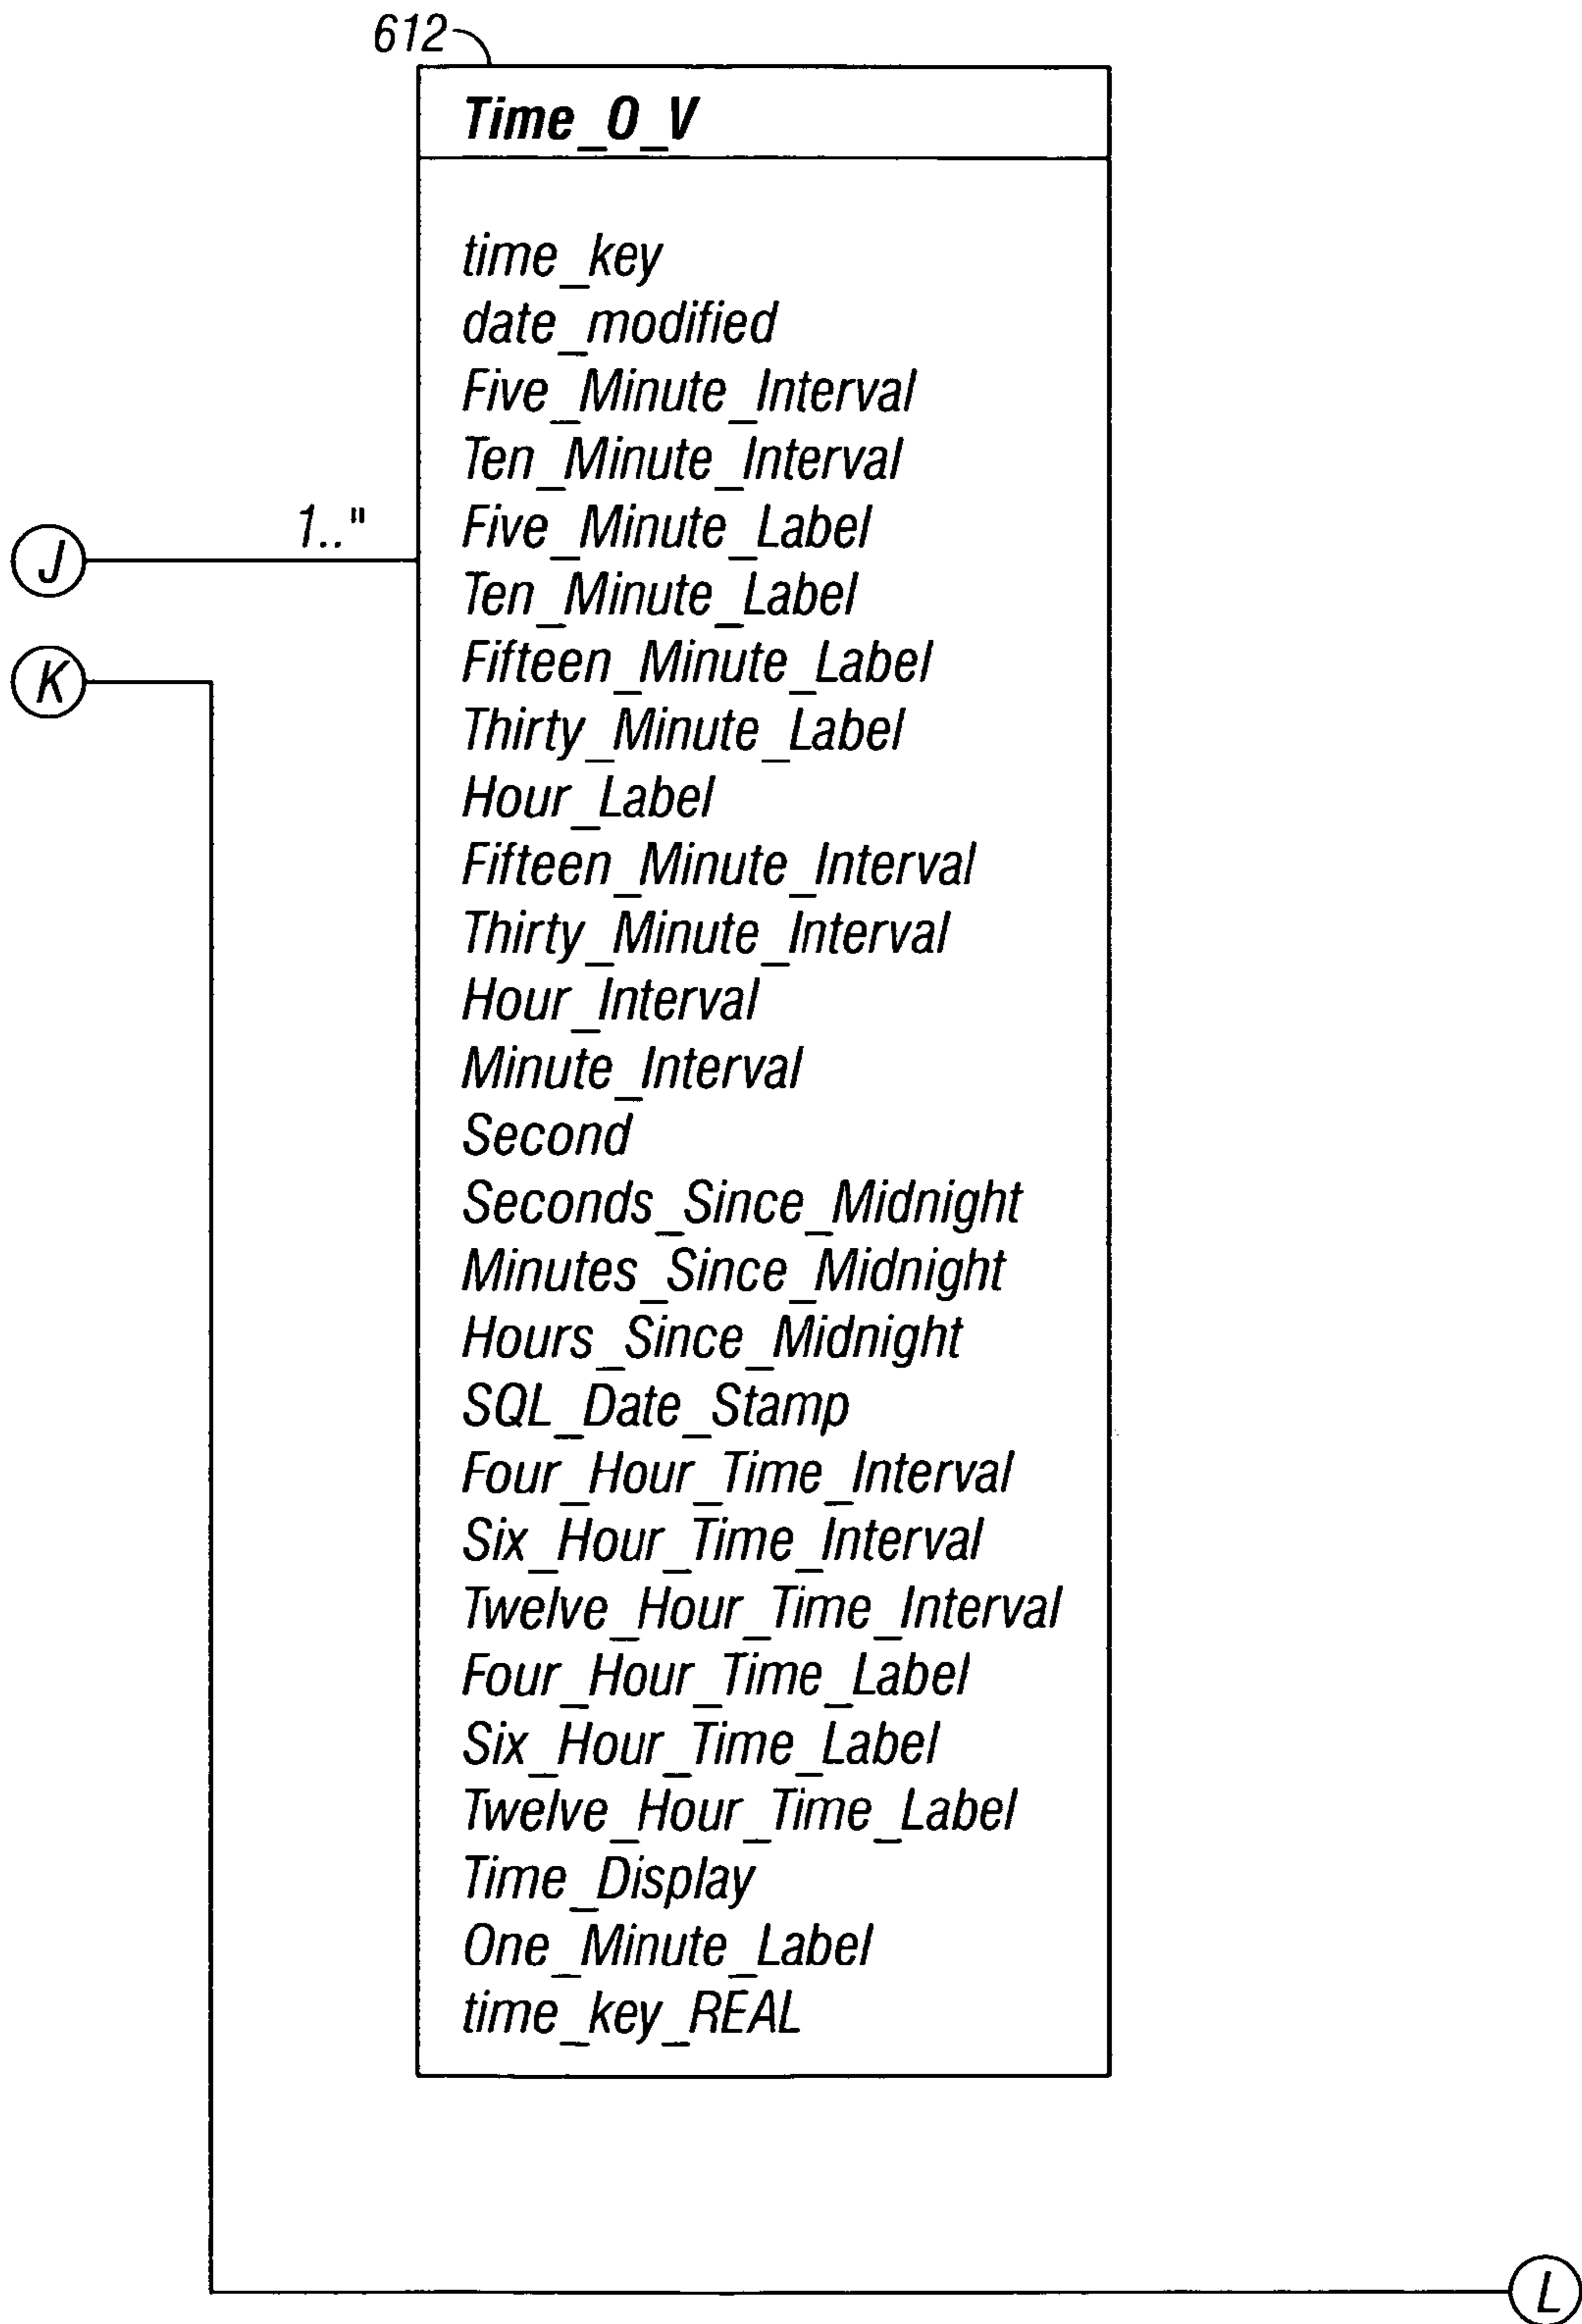 612
Time_O_V
time_key
date_modified
Five_Minute_Interval
Ten_Minute_Interval
1.."
Five_Minute_Label
J
Ten_Minute_Label
Fifteen_Minute_Label
K
Thirty_Minute_Label
Hour_Label
Fifteen_Minute_Interval
Thirty_Minute_Interval
Hour_Interval
Minute_Interval
Second
Seconds_Since_Midnight
Minutes_Since_Midnight
Hours_Since_Midnight
SQL_Date_Stamp
Four_Hour_Time_Interval
Six_Hour_Time_Interval
Twelve_Hour_Time_Interval
Four_Hour_Time_Label
Six_Hour_Time_Label
Twelve_Hour_Time_Label
Time_Display
One_Minute_Label
time_key_REAL
L